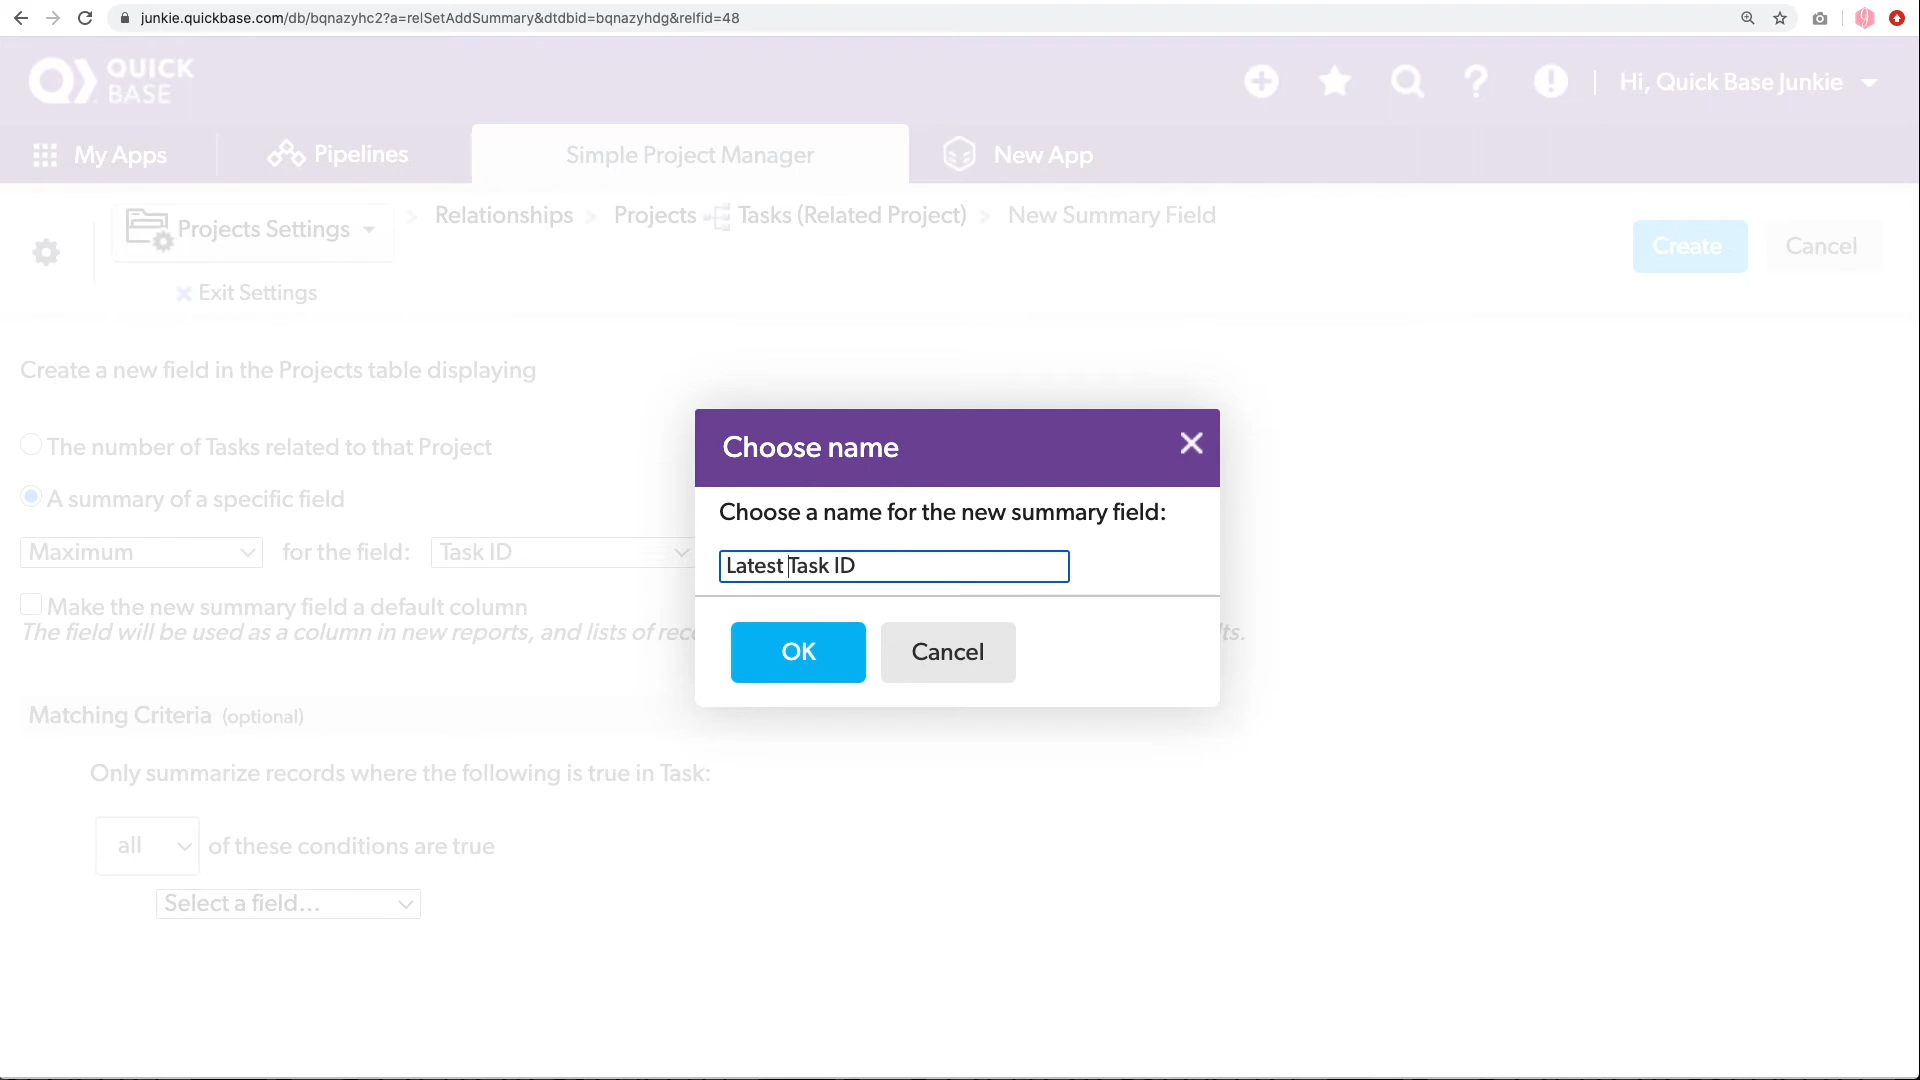 junkie.quickbase.com/db/bqnazyhc2?a=relSetAddSummary&dtdbid=bqnazyhdg&relfid=48
QUICK
BASE
Hi, Quick Base Junkie
My Apps
Pipelines
Simple Project Manager
New App
Projects Settings
Relationships
Projects
Tasks (Related Project)
New Summary Field
Create
Cancel
Exit Settings
Create a new field in the Projects table displaying
The number of Tasks related to that Project
A summary of a specific field
Maximum for the field: Task ID
Make the new summary field a default column
The field will be used as a column in new reports, and lists of
Choose name
Choose a name for the new summary field:
Latest Task ID
OK
Cancel
Matching Criteria (optional)
Only summarize records where the following is true in Task:
all of these conditions are true
Select a field...